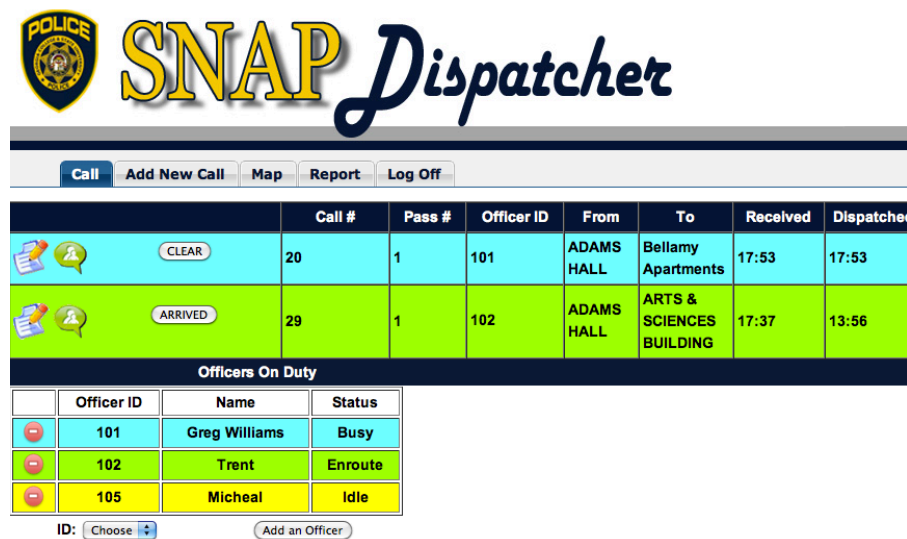 POLICE
SNAP Dispatcher
Call Add New Call Map Report Log Off
Call # Pass # Officer ID From To Received Dispatched
CLEAR 20 1 101 ADAMS HALL Bellamy Apartments 17:53 17:53
ARRIVED 29 1 102 ADAMS HALL ARTS & SCIENCES BUILDING 17:37 13:56
Officers On Duty
Officer ID Name Status
101 Greg Williams Busy
102 Trent Enroute
105 Micheal Idle
ID: Choose Add an Officer